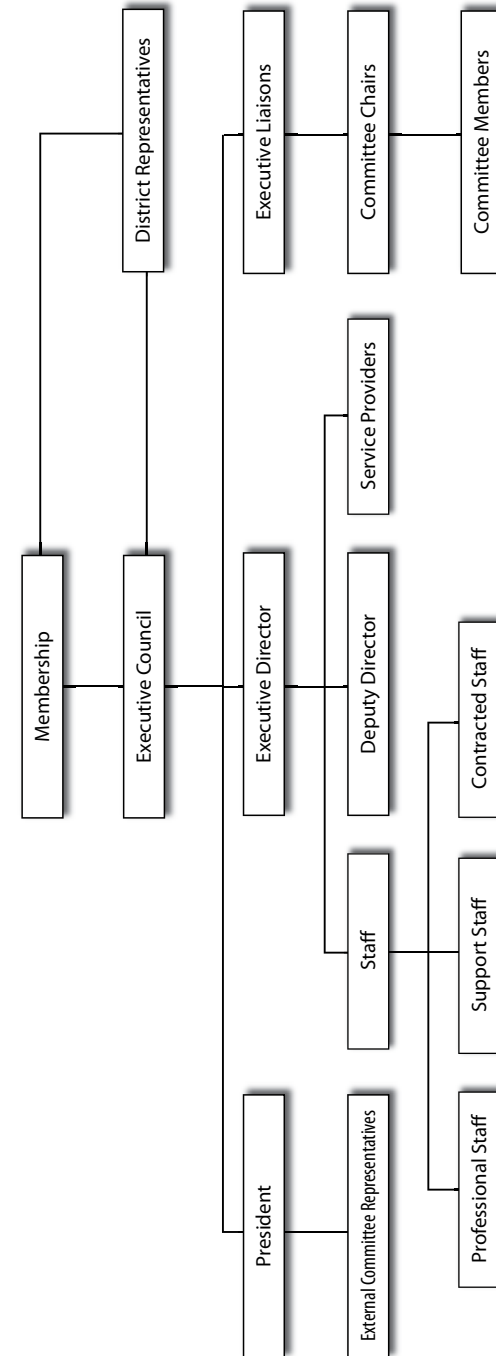 Membership
Executive Council
District Representatives
President
Executive Director
Executive Liaisons
External Committee Representatives
Staff
Deputy Director
Service Providers
Committee Chairs
Professional Staff
Support Staff
Contracted Staff
Committee Members